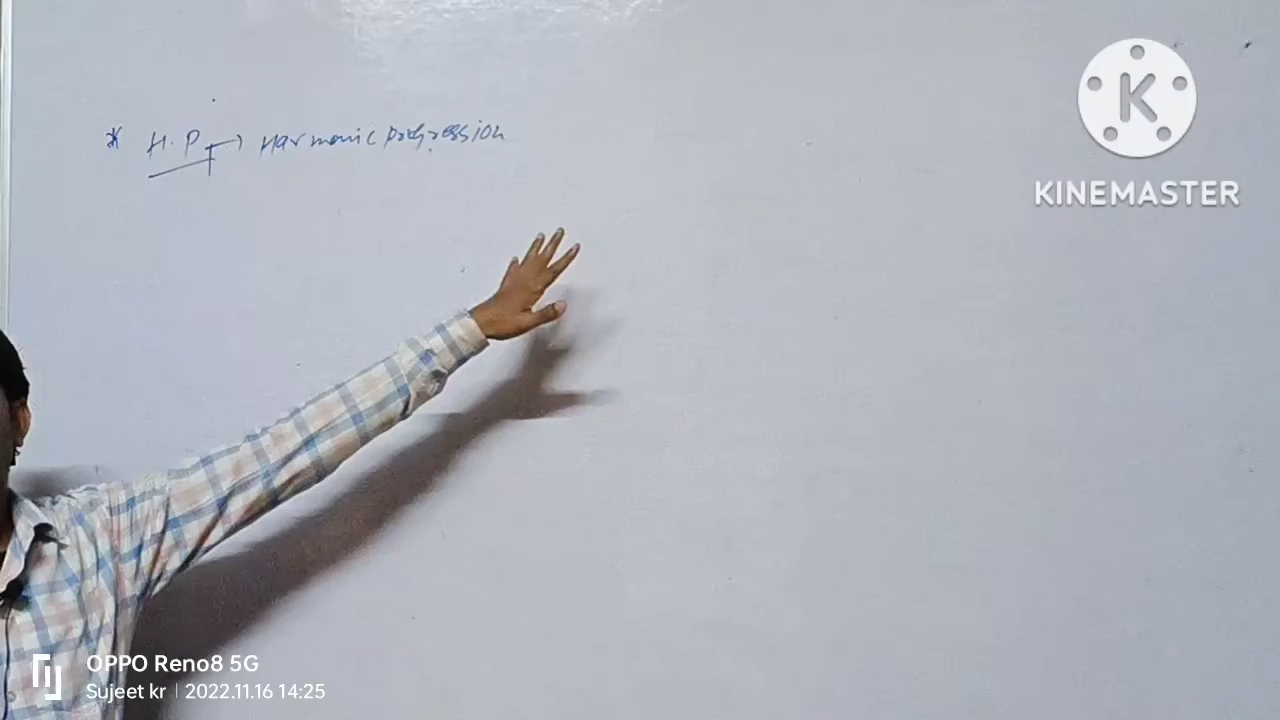 * H.P → Harmonic progression
KINEMASTER
OPPO Reno8 5G
Sujeet kr | 2022.11.16 14:25